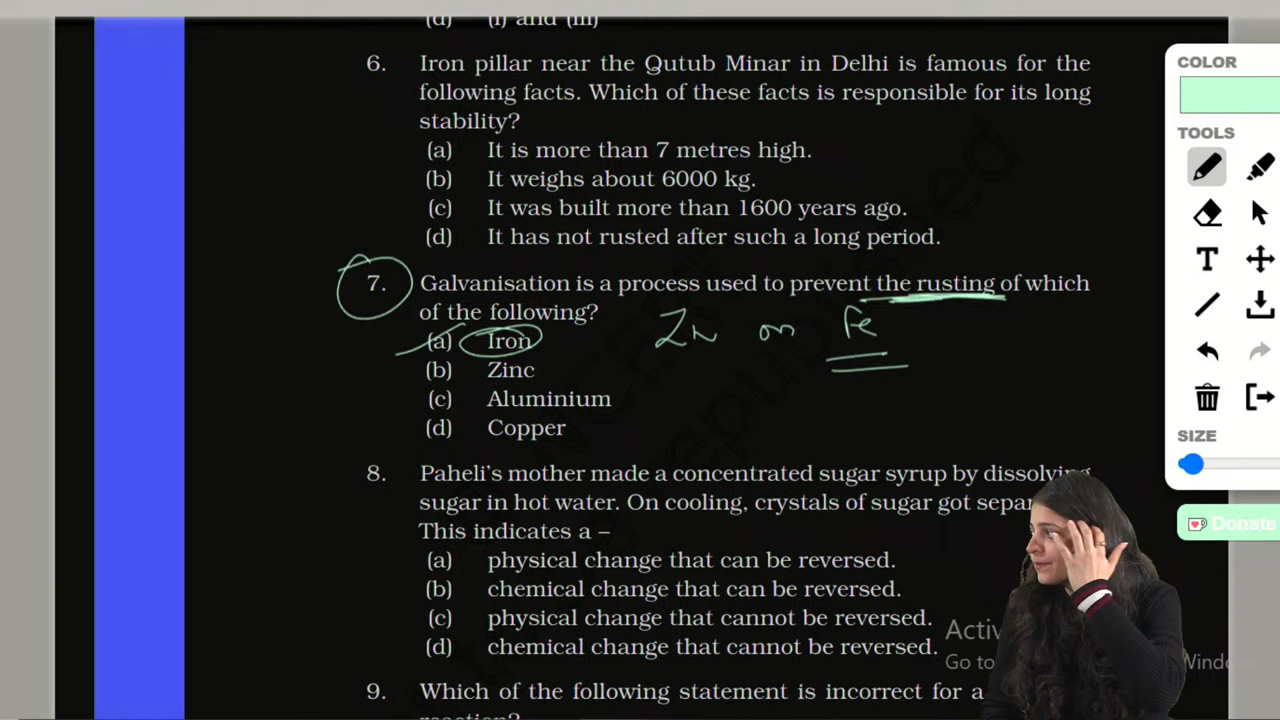 (d) (i) and (iii)
6. Iron pillar near the Qutub Minar in Delhi is famous for the
following facts. Which of these facts is responsible for its long
stability?
(a) It is more than 7 metres high.
(b) It weighs about 6000 kg.
(c) It was built more than 1600 years ago.
(d) It has not rusted after such a long period.
7. Galvanisation is a process used to prevent the rusting of which
of the following?
Zn on Fe
(a) Iron
(b) Zinc
(c) Aluminium
(d) Copper
8. Paheli's mother made a concentrated sugar syrup by dissolving
sugar in hot water. On cooling, crystals of sugar got separ
This indicates a –
(a) physical change that can be reversed.
(b) chemical change that can be reversed.
(c) physical change that cannot be reversed.
(d) chemical change that cannot be reversed.
9. Which of the following statement is incorrect for a
reaction?
COLOR
TOOLS
T
SIZE
Donate
Activ
Go to Windo